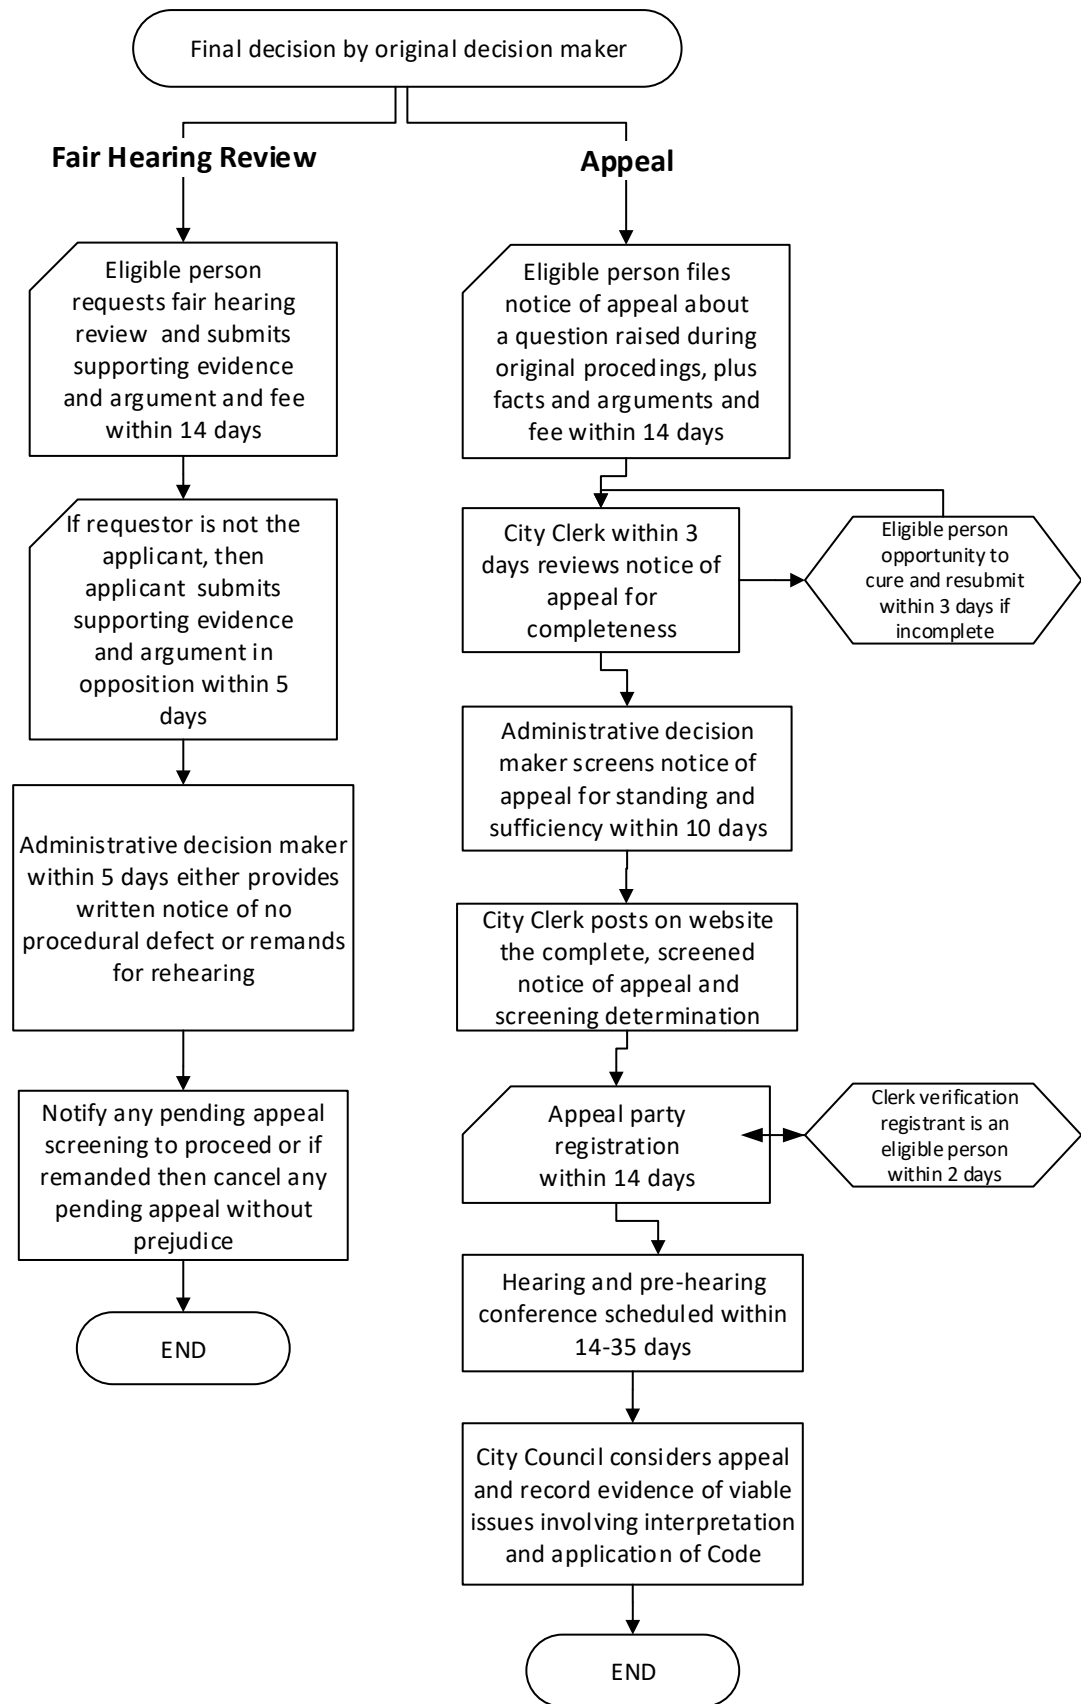 Final decision by original decision maker
Fair Hearing Review
Eligible person
requests fair hearing
review and submits
supporting evidence
and argument and fee
within 14 days
If requestor is not the
applicant, then
applicant submits
supporting evidence
and argument in
opposition within 5
days
Administrative decision maker
within 5 days either provides
written notice of no
procedural defect or remands
for rehearing
Notify any pending appeal
screening to proceed or if
remanded then cancel any
pending appeal without
prejudice
END
Appeal
Eligible person files
notice of appeal about
a question raised during
original procedings, plus
facts and arguments and
fee within 14 days
City Clerk within 3
days reviews notice of
appeal for
completeness
Eligible person
opportunity to
cure and resubmit
within 3 days if
incomplete
Administrative decision
maker screens notice of
appeal for standing and
sufficiency within 10 days
City Clerk posts on website
the complete, screened
notice of appeal and
screening determination
Appeal party
registration
within 14 days
Clerk verification
registrant is an
eligible person
within 2 days
Hearing and pre-hearing
conference scheduled within
14-35 days
City Council considers appeal
and record evidence of viable
issues involving interpretation
and application of Code
END